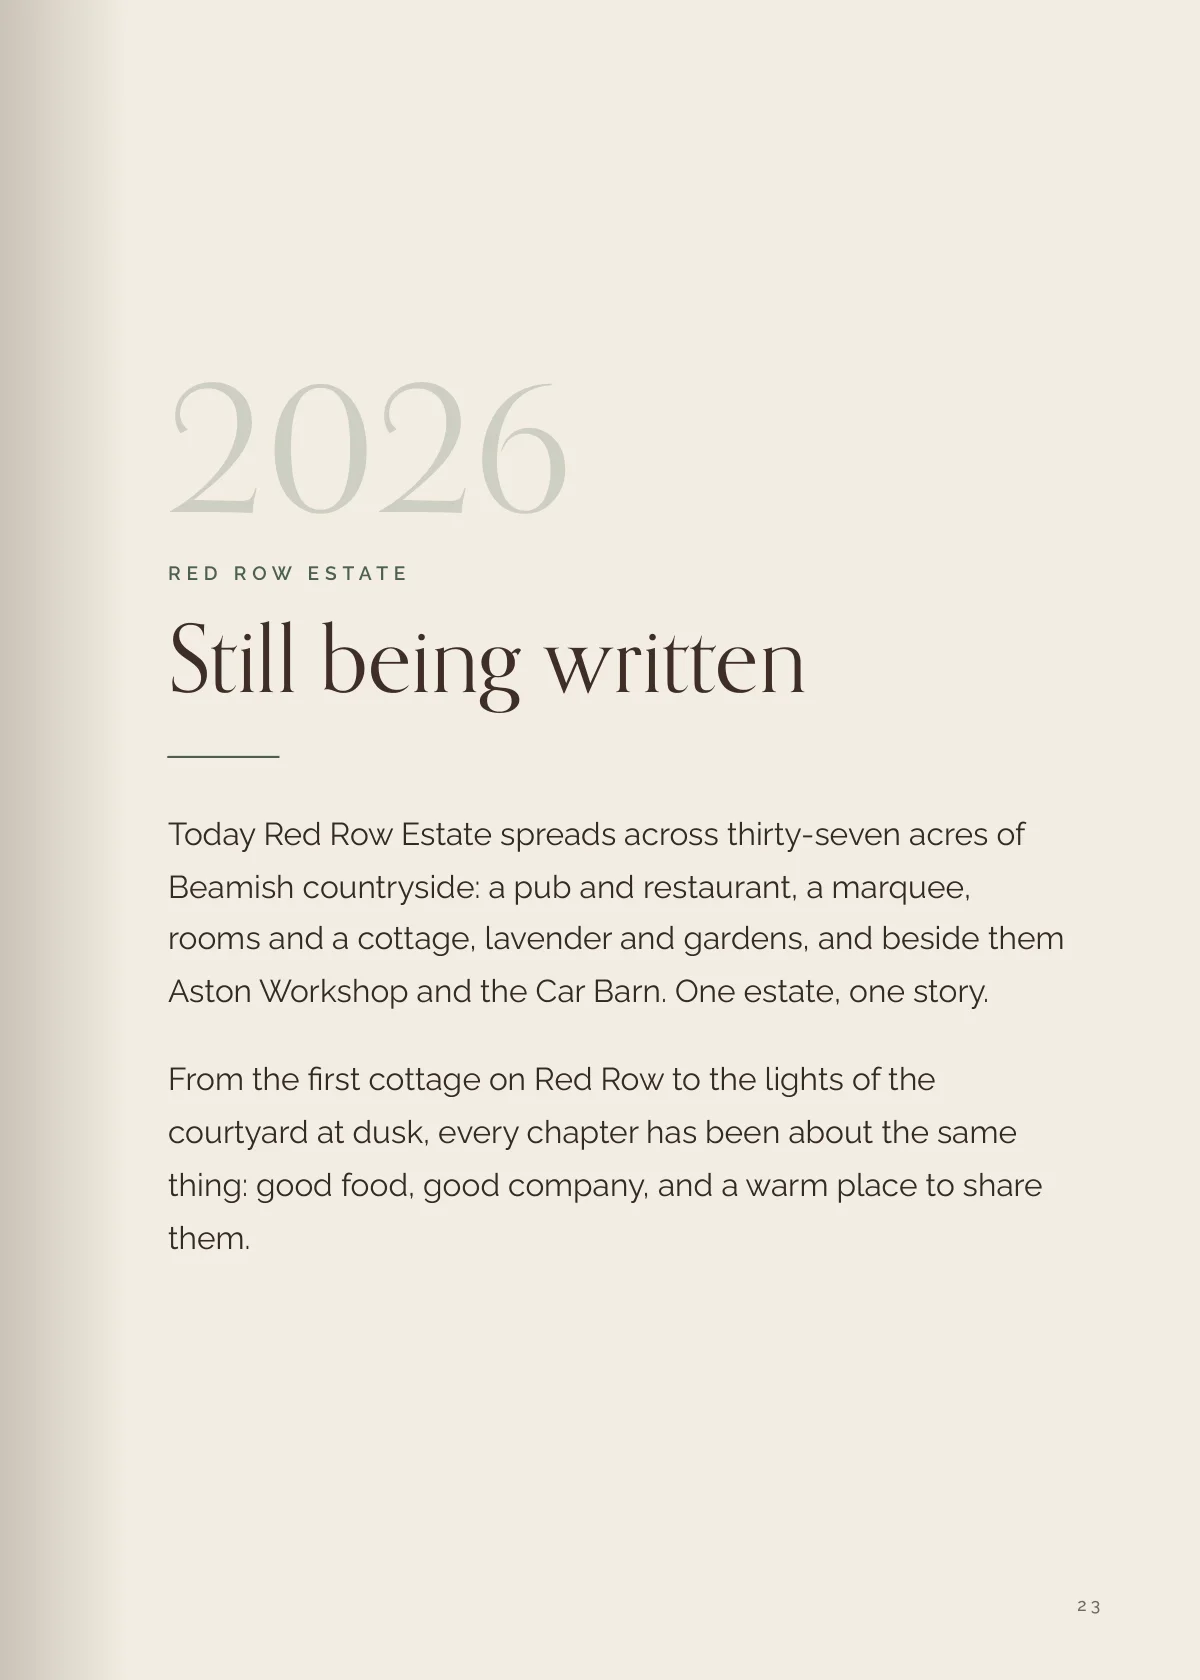 2026
RED ROW ESTATE
Still being written
Today Red Row Estate spreads across thirty-seven acres of
Beamish countryside: a pub and restaurant, a marquee,
rooms and a cottage, lavender and gardens, and beside them
Aston Workshop and the Car Barn. One estate, one story.
From the first cottage on Red Row to the lights of the
courtyard at dusk, every chapter has been about the same
thing: good food, good company, and a warm place to share
them.
23